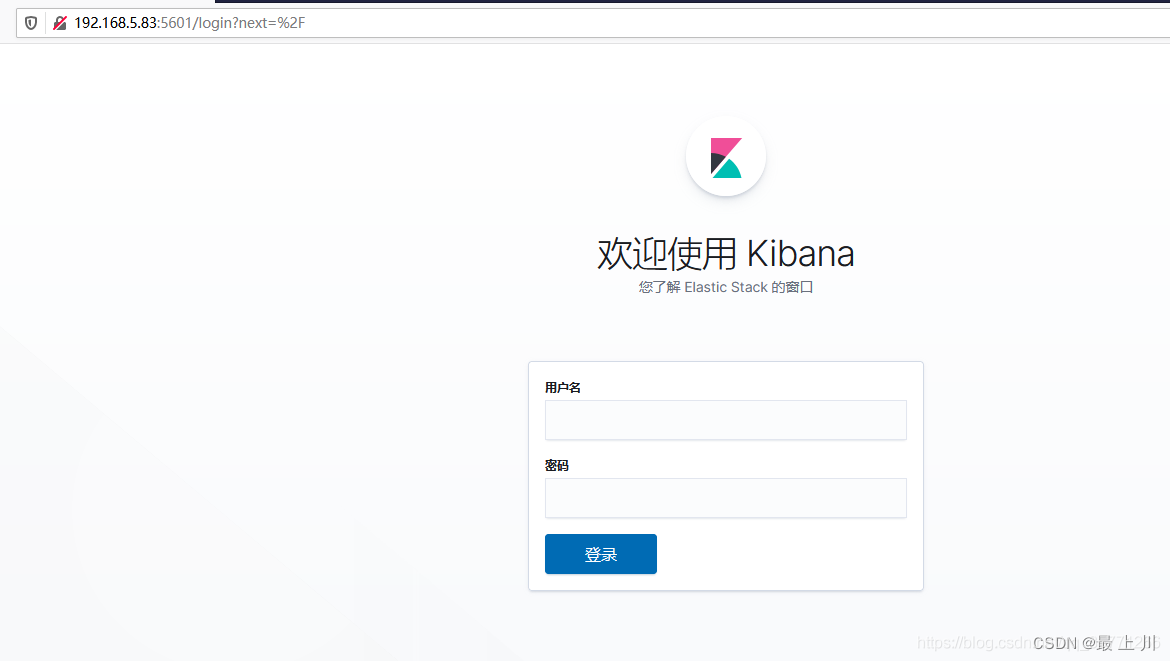 192.168.5.83:5601/login?next=%2F
欢迎使用 Kibana
您了解 Elastic Stack 的窗口
用户名
密码
登录
https://blog.csdn
CSDN @最 上 川